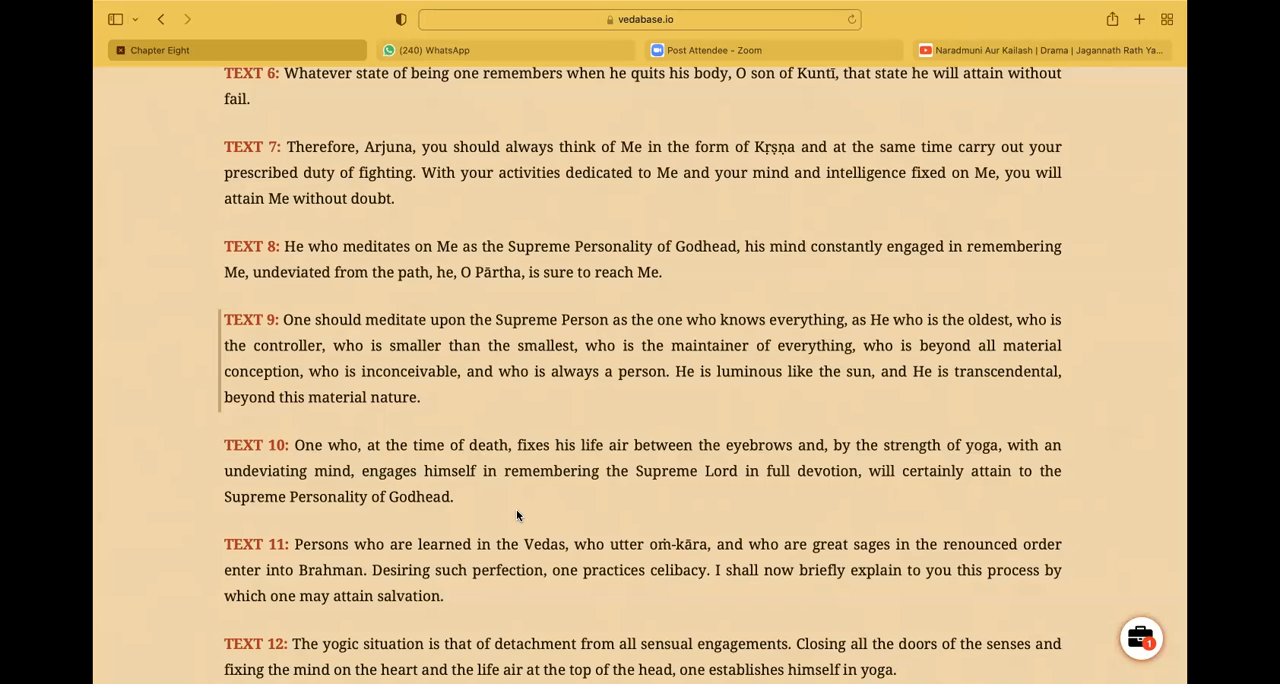 vedabase.io
Chapter Eight
(240) WhatsApp
Post Attendee - Zoom
Naradmuni Aur Kailash | Drama | Jagannath Rath Ya...
TEXT 6: Whatever state of being one remembers when he quits his body, O son of Kuntī, that state he will attain without
fail.
TEXT 7: Therefore, Arjuna, you should always think of Me in the form of Kṛṣṇa and at the same time carry out your
prescribed duty of fighting. With your activities dedicated to Me and your mind and intelligence fixed on Me, you will
attain Me without doubt.
TEXT 8: He who meditates on Me as the Supreme Personality of Godhead, his mind constantly engaged in remembering
Me, undeviated from the path, he, O Pārtha, is sure to reach Me.
TEXT 9: One should meditate upon the Supreme Person as the one who knows everything, as He who is the oldest, who is
the controller, who is smaller than the smallest, who is the maintainer of everything, who is beyond all material
conception, who is inconceivable, and who is always a person. He is luminous like the sun, and He is transcendental,
beyond this material nature.
TEXT 10: One who, at the time of death, fixes his life air between the eyebrows and, by the strength of yoga, with an
undeviating mind, engages himself in remembering the Supreme Lord in full devotion, will certainly attain to the
Supreme Personality of Godhead.
TEXT 11: Persons who are learned in the Vedas, who utter oṁ-kāra, and who are great sages in the renounced order
enter into Brahman. Desiring such perfection, one practices celibacy. I shall now briefly explain to you this process by
which one may attain salvation.
TEXT 12: The yogic situation is that of detachment from all sensual engagements. Closing all the doors of the senses and
fixing the mind on the heart and the life air at the top of the head, one establishes himself in yoga.
1